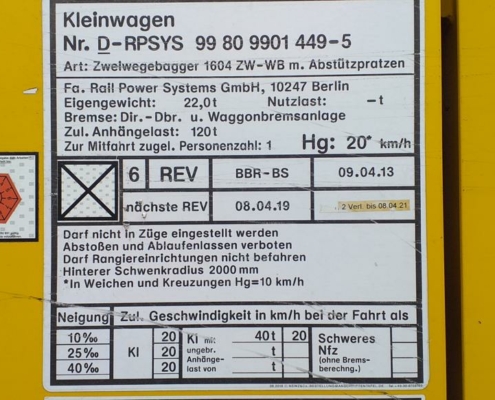 Kleinwagen
Nr. D-RPSYS 99 80 9901 449-5
Art: Zweiwegebagger 1604 ZW-WB m. Abstützpratzen
Fa. Rail Power Systems GmbH, 10247 Berlin
Eigengewicht: 22,0t Nutzlast: -t
Bremse: Dir.-Dbr. u. Waggonbremsanlage
Zul. Anhängelast: 120t
Zur Mitfahrt zugel. Personenzahl: 1 Hg: 20* km/h
6 REV BBR-BS 09.04.13
nächste REV 08.04.19 2 Verl. bis 08.04.21
Darf nicht in Züge eingestellt werden
Abstoßen und Ablaufenlassen verboten
Darf Rangiereinrichtungen nicht befahren
Hinterer Schwenkradius 2000 mm
*In Weichen und Kreuzungen Hg=10 km/h
Neigung Zul. Geschwindigkeit in km/h bei der Fahrt als
10‰ 20 Kl mit 40t 20 Schweres
25‰ Kl 20 ungebr. t Nfz
40‰ 20 Anhänge- t (ohne Brems-
last von berechng.)